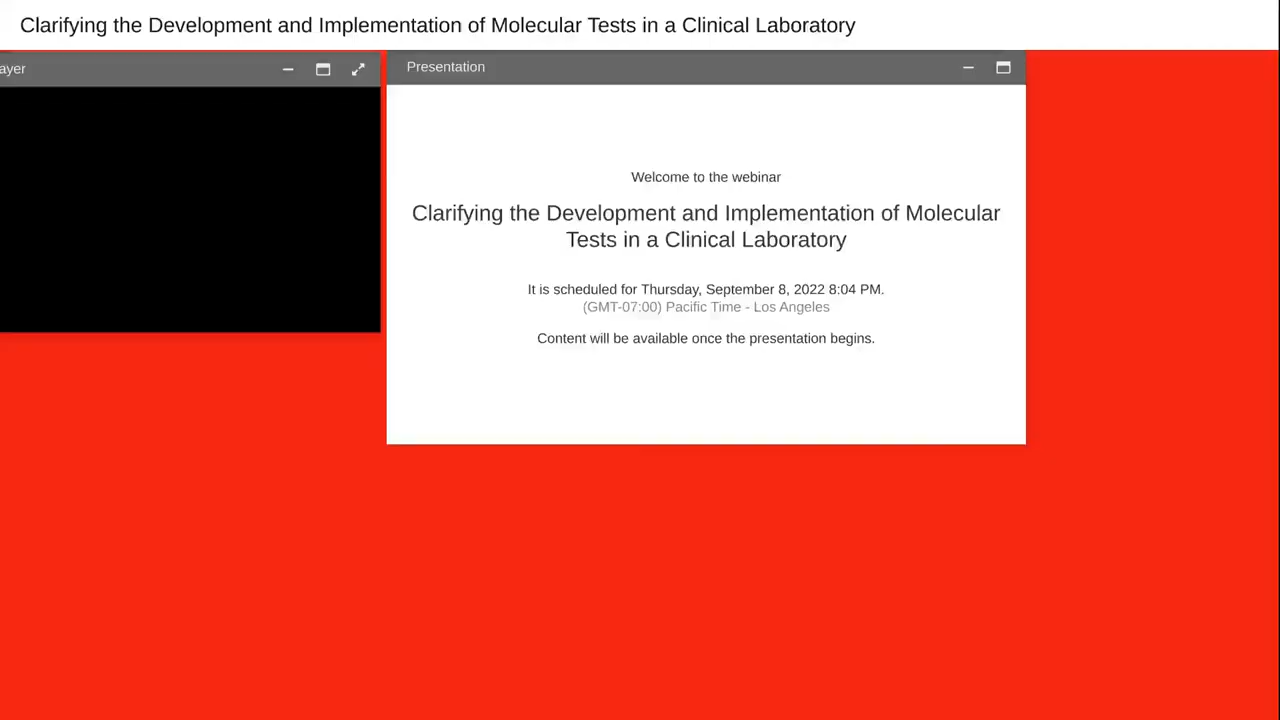 Clarifying the Development and Implementation of Molecular Tests in a Clinical Laboratory
ayer
Presentation
Welcome to the webinar
Clarifying the Development and Implementation of Molecular
Tests in a Clinical Laboratory
It is scheduled for Thursday, September 8, 2022 8:04 PM.
(GMT-07:00) Pacific Time - Los Angeles
Content will be available once the presentation begins.